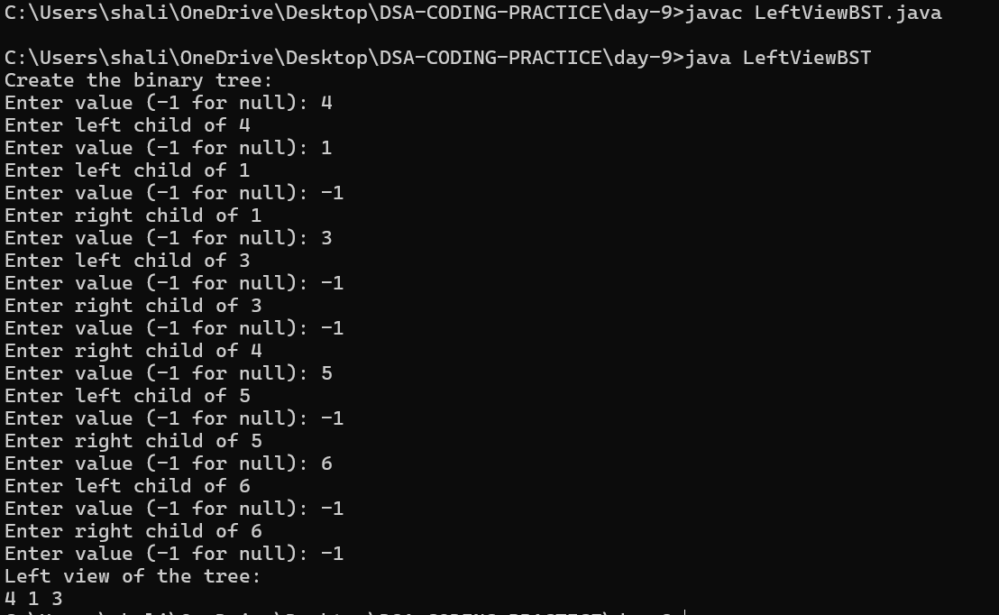 C:\Users\shali\OneDrive\Desktop\DSA-CODING-PRACTICE\day-9>javac LeftViewBST.java
C:\Users\shali\OneDrive\Desktop\DSA-CODING-PRACTICE\day-9>java LeftViewBST
Create the binary tree:
Enter value (-1 for null): 4
Enter left child of 4
Enter value (-1 for null): 1
Enter left child of 1
Enter value (-1 for null): -1
Enter right child of 1
Enter value (-1 for null): 3
Enter left child of 3
Enter value (-1 for null): -1
Enter right child of 3
Enter value (-1 for null): -1
Enter right child of 4
Enter value (-1 for null): 5
Enter left child of 5
Enter value (-1 for null): -1
Enter right child of 5
Enter value (-1 for null): 6
Enter left child of 6
Enter value (-1 for null): -1
Enter right child of 6
Enter value (-1 for null): -1
Left view of the tree:
4 1 3